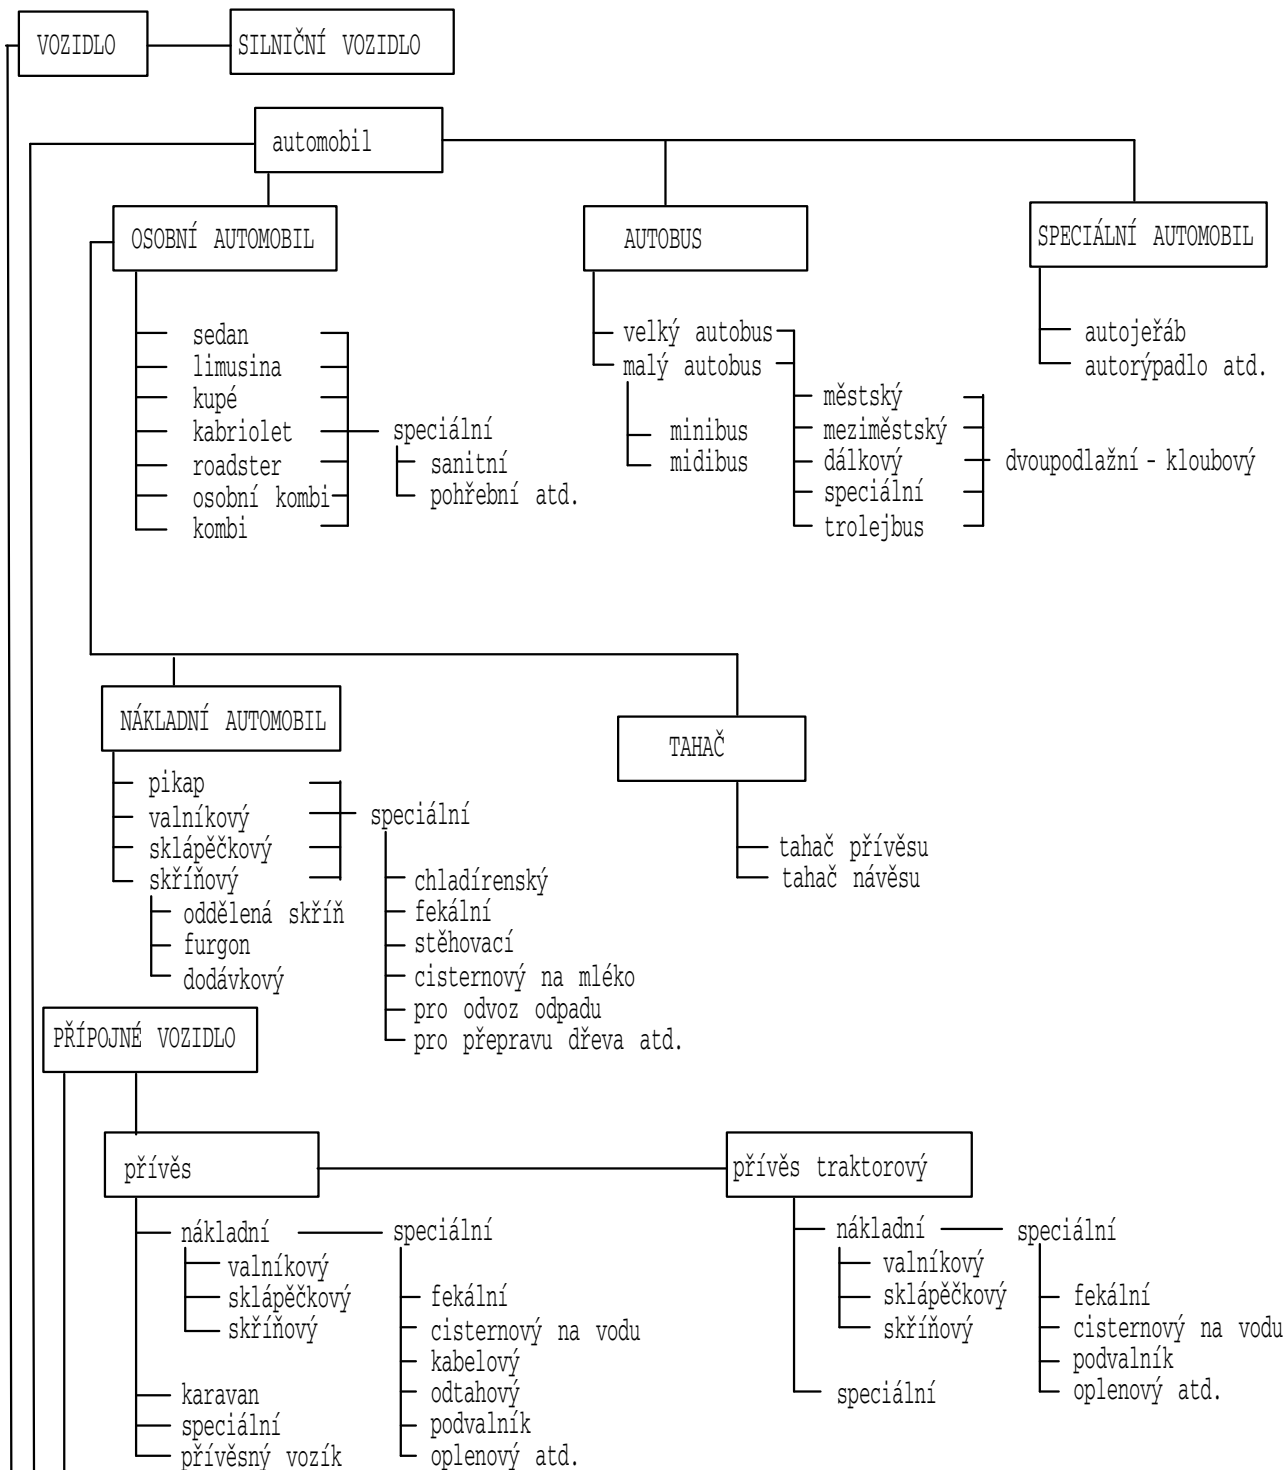 VOZIDLO
SILNIČNÍ VOZIDLO
automobil
OSOBNÍ AUTOMOBIL
AUTOBUS
SPECIÁLNÍ AUTOMOBIL
sedan
limusina
kupé
kabriolet
roadster
osobní kombi
kombi
speciální
sanitní
pohřební atd.
velký autobus
malý autobus
minibus
midibus
městský
meziměstský
dálkový
speciální
trolejbus
dvoupodlažní - kloubový
autojeřáb
autorýpadlo atd.
NÁKLADNÍ AUTOMOBIL
TAHAČ
pikap
valníkový
sklápěčkový
skříňový
oddělená skříň
furgon
dodávkový
speciální
chladírenský
fekální
stěhovací
cisternový na mléko
pro odvoz odpadu
pro přepravu dřeva atd.
tahač přívěsu
tahač návěsu
PŘÍPOJNÉ VOZIDLO
přívěs
přívěs traktorový
nákladní
valníkový
sklápěčkový
skříňový
karavan
speciální
přívěsný vozík
speciální
fekální
cisternový na vodu
kabelový
odtahový
podvalník
oplenový atd.
nákladní
valníkový
sklápěčkový
skříňový
speciální
speciální
fekální
cisternový na vodu
podvalník
oplenový atd.